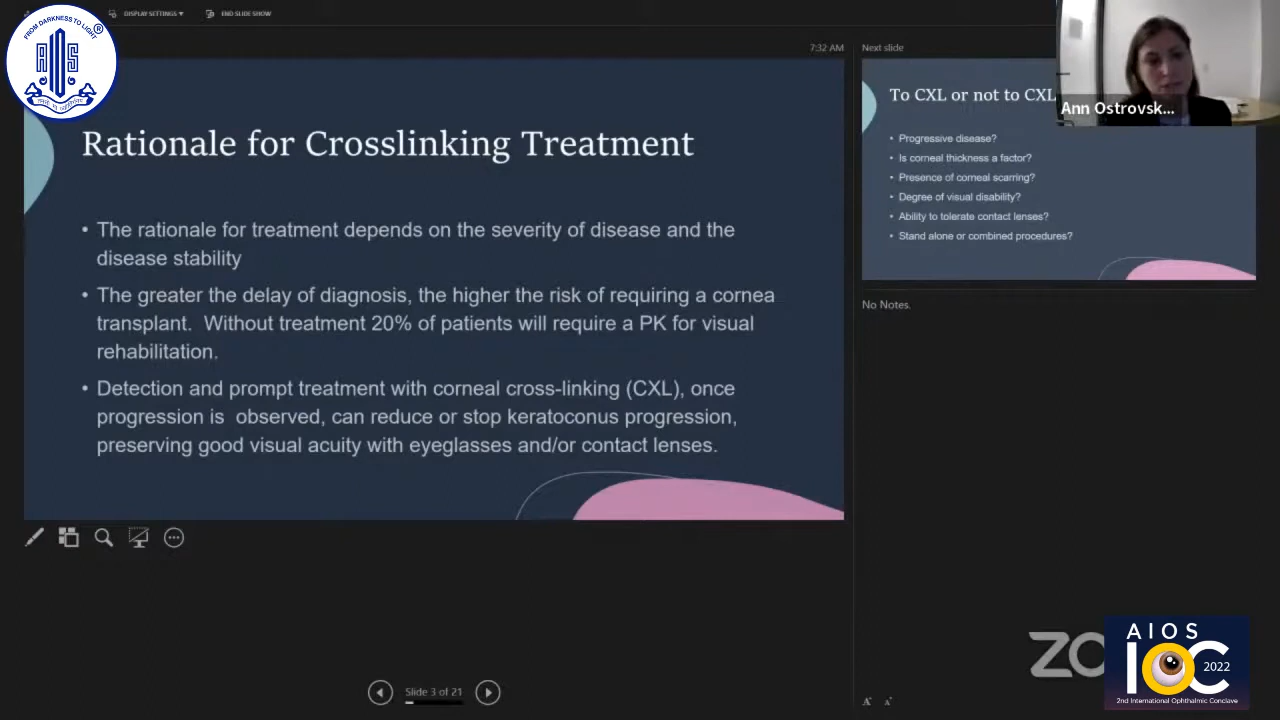 DISPLAY SETTINGS ▾
END SLIDE SHOW
FROM DARKNESS TO LIGHT
®
AIOS
7:32 AM
Rationale for Crosslinking Treatment
• The rationale for treatment depends on the severity of disease and the
disease stability
• The greater the delay of diagnosis, the higher the risk of requiring a cornea
transplant.  Without treatment 20% of patients will require a PK for visual
rehabilitation.
• Detection and prompt treatment with corneal cross-linking (CXL), once
progression is  observed, can reduce or stop keratoconus progression,
preserving good visual acuity with eyeglasses and/or contact lenses.
Slide 3 of 21
Next slide
To CXL or not to CXL
• Progressive disease?
• Is corneal thickness a factor?
• Presence of corneal scarring?
• Degree of visual disability?
• Ability to tolerate contact lenses?
• Stand alone or combined procedures?
Ann Ostrovsk...
No Notes.
ZO
AIOS
IOC
2022
2nd International Ophthalmic Conclave
A A